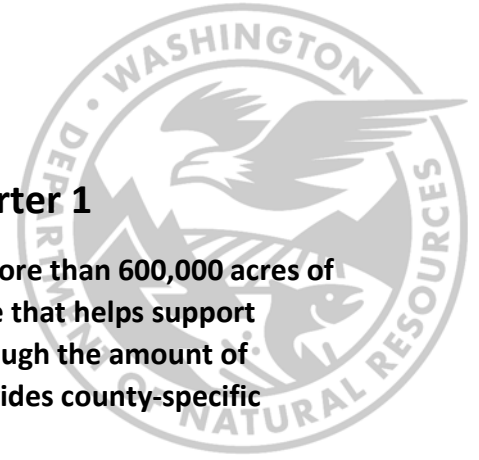 WASHINGTON
DEPARTMENT OF
NATURAL RESOURCES
rter 1
ore than 600,000 acres of
e that helps support
ugh the amount of
ides county-specific